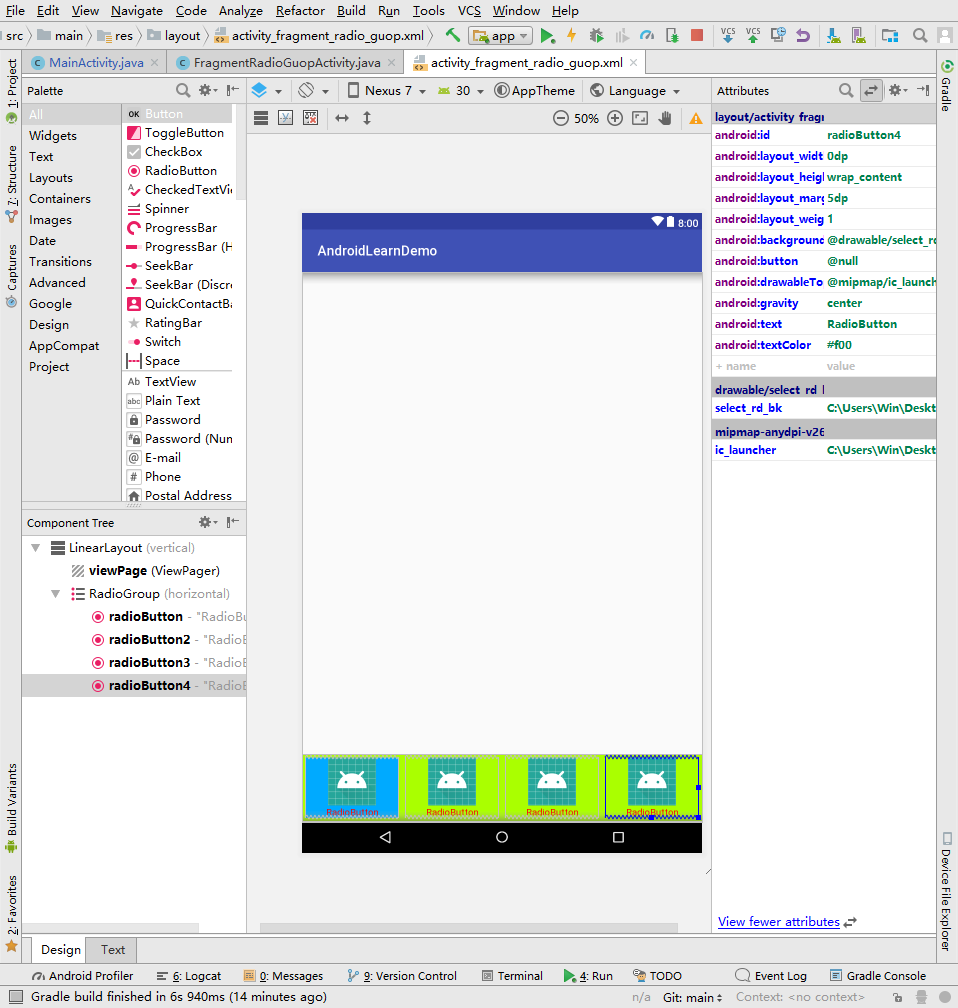 File Edit View Navigate Code Analyze Refactor Build Run Tools VCS Window Help
src main res layout activity_fragment_radio_guop.xml app VCS VCS
MainActivity.java FragmentRadioGuopActivity.java activity_fragment_radio_guop.xml
1: Project
7: Structure
Captures
Build Variants
2: Favorites
Palette
All
Widgets
Text
Layouts
Containers
Images
Date
Transitions
Advanced
Google
Design
AppCompat
Project
OK Button
ToggleButton
CheckBox
RadioButton
CheckedTextVi
Spinner
ProgressBar
ProgressBar (H
SeekBar
SeekBar (Discr
QuickContactBa
RatingBar
Switch
Space
Ab TextView
abc Plain Text
Password
Password (Num
@ E-mail
# Phone
Postal Address
Component Tree
LinearLayout (vertical)
viewPage (ViewPager)
RadioGroup (horizontal)
radioButton - "RadioBu
radioButton2 - "RadioB
radioButton3 - "RadioB
radioButton4 - "RadioB
Nexus 7 30 AppTheme Language
50%
8:00
AndroidLearnDemo
RadioButton RadioButton RadioButton RadioButton
Attributes
layout/activity_fragr
android:id radioButton4
android:layout_widt 0dp
android:layout_heig wrap_content
android:layout_marg 5dp
android:layout_weig 1
android:background @drawable/select_rd
android:button @null
android:drawableTo @mipmap/ic_launch
android:gravity center
android:text RadioButton
android:textColor #f00
+ name value
drawable/select_rd_l
select_rd_bk C:\Users\Win\Deskt
mipmap-anydpi-v26
ic_launcher C:\Users\Win\Deskt
View fewer attributes
Gradle
Device File Explorer
Design Text
Android Profiler 6: Logcat 0: Messages 9: Version Control Terminal 4: Run TODO Event Log Gradle Console
Gradle build finished in 6s 940ms (14 minutes ago) n/a Git: main Context: <no context>